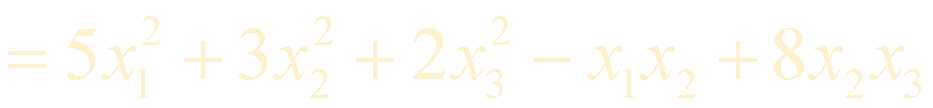 = 5x₁² + 3x₂² + 2x₃² − x₁x₂ + 8x₂x₃